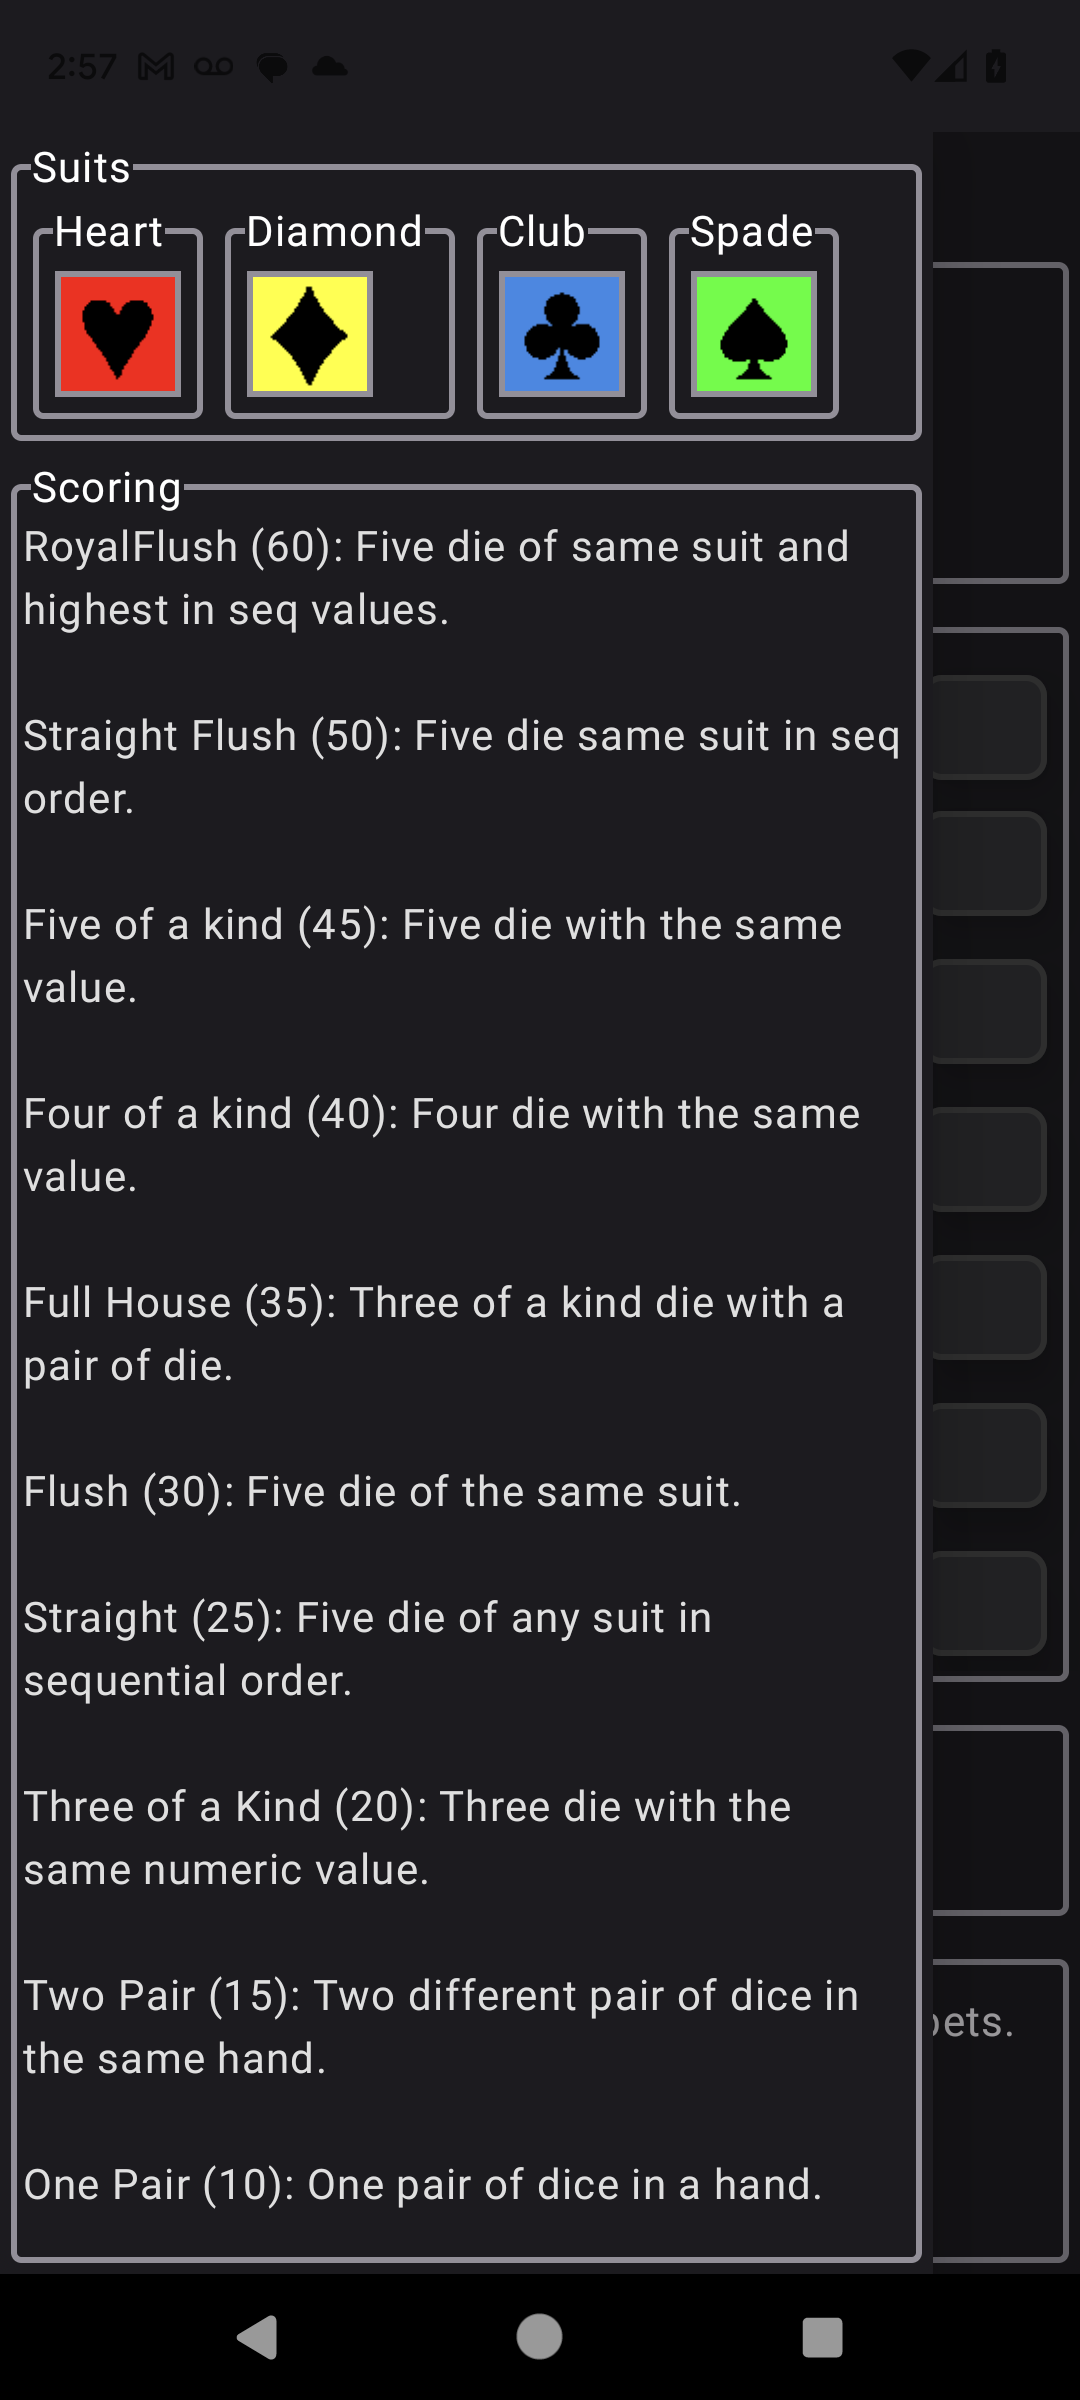 2:57
Suits
Heart Diamond Club Spade
Scoring
RoyalFlush (60): Five die of same suit and
highest in seq values.
Straight Flush (50): Five die same suit in seq
order.
Five of a kind (45): Five die with the same
value.
Four of a kind (40): Four die with the same
value.
Full House (35): Three of a kind die with a
pair of die.
Flush (30): Five die of the same suit.
Straight (25): Five die of any suit in
sequential order.
Three of a Kind (20): Three die with the
same numeric value.
Two Pair (15): Two different pair of dice in
the same hand.
One Pair (10): One pair of dice in a hand.